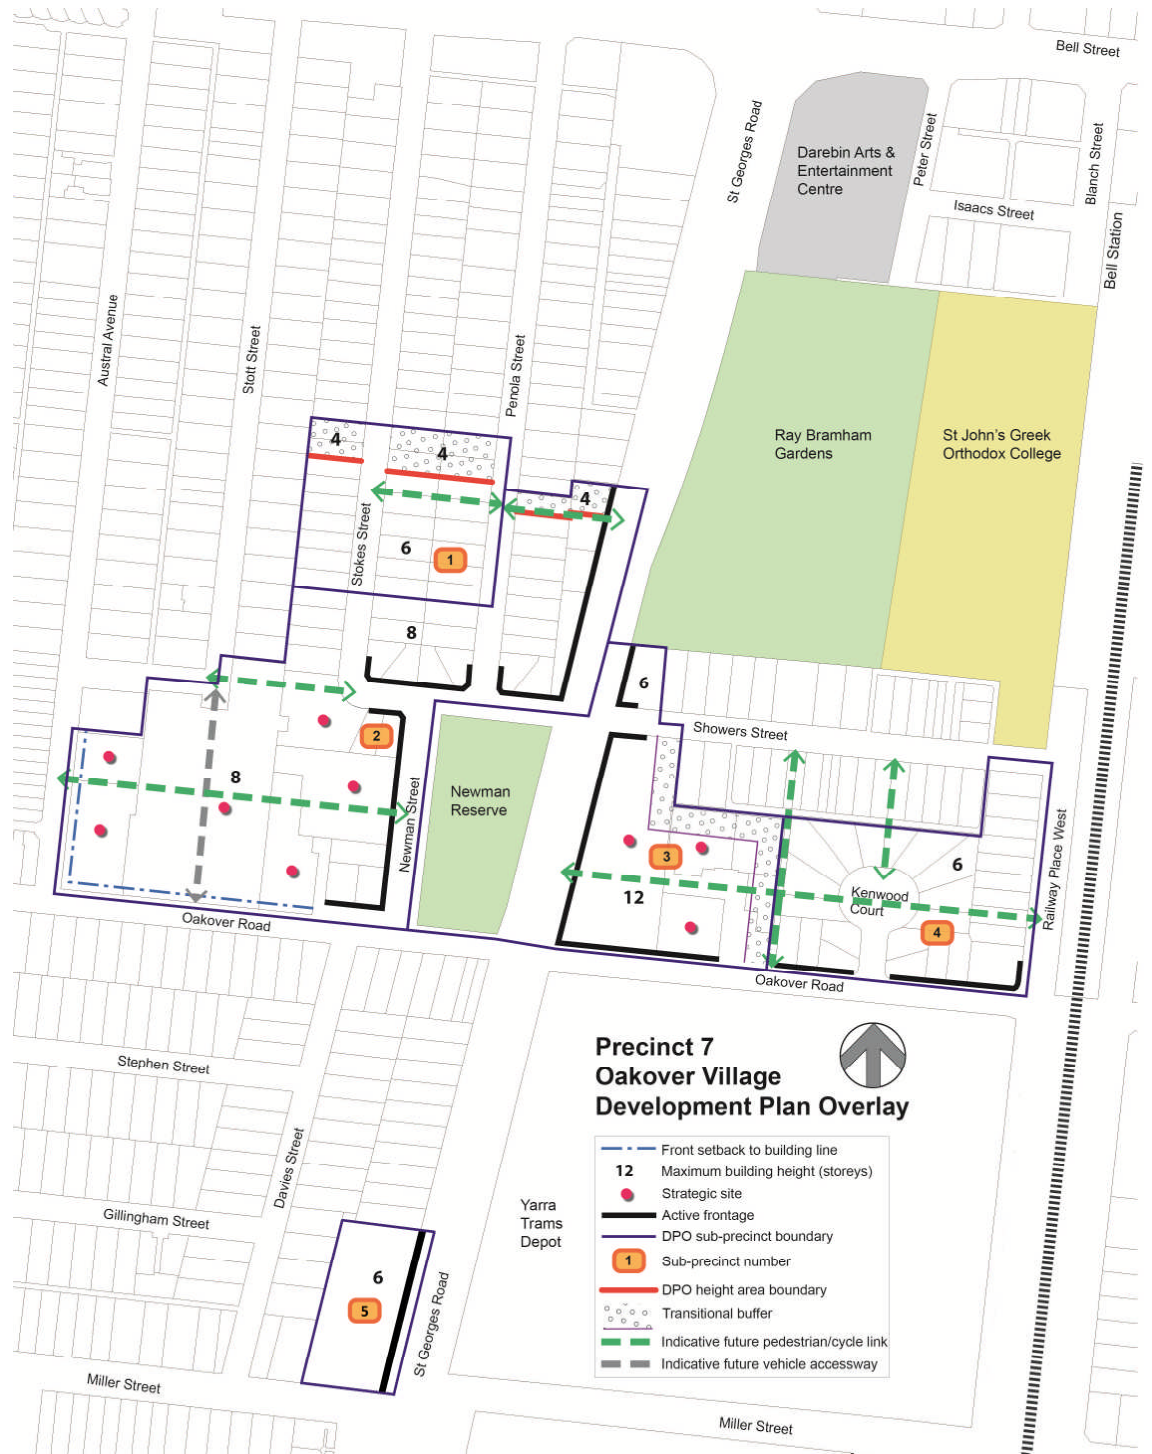 Bell Street
St Georges Road
Darebin Arts &
Entertainment
Centre
Peter Street
Blanch Street
Isaacs Street
Bell Station
Austral Avenue
Stott Street
Penola Street
Ray Bramham
Gardens
St John's Greek
Orthodox College
4
4
4
Stokes Street
6
1
8
6
Showers Street
2
8
Newman Street
Newman
Reserve
3
12
6
Kenwood
Court
4
Railway Place West
Oakover Road
Oakover Road
Stephen Street
Davies Street
Gillingham Street
6
5
St Georges Road
Miller Street
Miller Street
Yarra
Trams
Depot
Precinct 7
Oakover Village
Development Plan Overlay
Front setback to building line
12 Maximum building height (storeys)
Strategic site
Active frontage
DPO sub-precinct boundary
1 Sub-precinct number
DPO height area boundary
Transitional buffer
Indicative future pedestrian/cycle link
Indicative future vehicle accessway